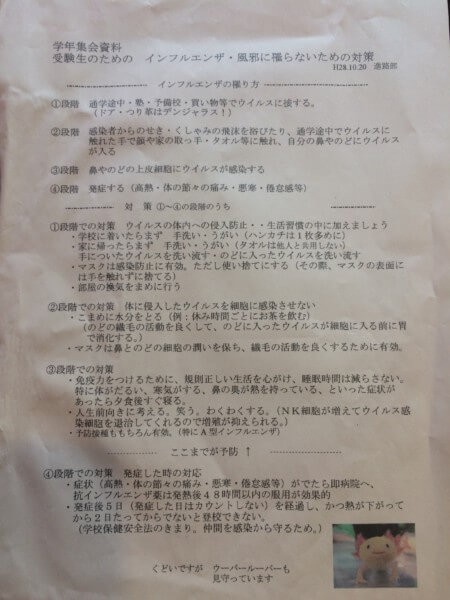 学年集会資料
受験生のための　インフルエンザ・風邪に罹らないための対策
H28.10.20　進路部
インフルエンザの罹り方
①段階　通学途中・塾・予備校・買い物等でウイルスに接する。
（ドア・つり革はデンジャラス！）
②段階　感染者からのせき・くしゃみの飛沫を浴びたり、通学途中でウイルスに
触れた手で顔や家の取っ手・タオル等に触れ、自分の鼻やのどにウイルス
が入る
③段階　鼻やのどの上皮細胞にウイルスが感染する
④段階　発症する（高熱・体の節々の痛み・悪寒・倦怠感等）
対　策　①～④の段階のうち
①段階での対策　ウイルスの体内への侵入防止・・生活習慣の中に加えましょう
・学校に着いたらまず　手洗い・うがい（ハンカチは１枚多めに）
・家に帰ったらまず　手洗い・うがい（タオルは他人と共用しない）
手についたウイルスを洗い流す・のどに入ったウイルスを洗い流す
・マスクは感染防止に有効。ただし使い捨てにする（その際、マスクの表面に
は手を触れずに捨てる）
・部屋の換気をまめに行う
②段階での対策　体に侵入したウイルスを細胞に感染させない
・こまめに水分をとる（例：休み時間ごとにお茶を飲む）
（のどの繊毛の活動を良くして、のどに入ったウイルスが細胞に入る前に胃
で消化する。）
・マスクは鼻とのどの細胞の潤いを保ち、繊毛の活動を良くするために有効。
③段階での対策
・免疫力をつけるために、規則正しい生活を心がけ、睡眠時間は減らさない。
特に体がだるい、寒気がする、鼻の奥が熱を持っている、といった症状が
あったら夕食後すぐ寝る。
・人生前向きに考える。笑う。わくわくする。（ＮＫ細胞が増えてウイルス感
染細胞を退治してくれるので増殖が抑えられる。）
・予防接種ももちろん有効。（特にＡ型インフルエンザ）
ここまでが予防　↑
④段階での対策　発症した時の対応
・症状（高熱・体の節々の痛み・悪寒・倦怠感等）がでたら即病院へ、
抗インフルエンザ薬は発熱後４８時間以内の服用が効果的
・発症後５日（発症した日はカウントしない）を経過し、かつ熱が下がって
から２日たってからでないと登校できない。
（学校保健安全法のきまり。仲間を感染から守るため。）
くどいですが　ウーパールーパーも
見守っています